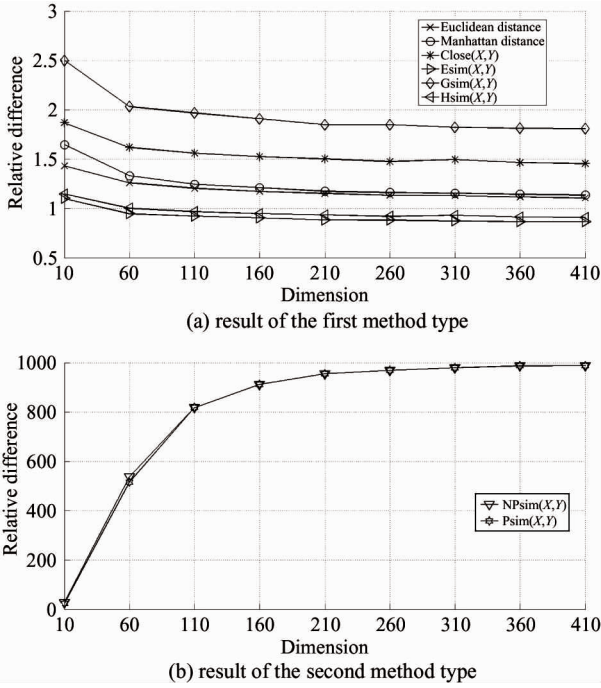 3
2.5
2
1.5
1
0.5
Relative difference
Euclidean distance
Manhattan distance
Close(X,Y)
Esim(X,Y)
Gsim(X,Y)
Hsim(X,Y)
10 60 110 160 210 260 310 360 410
Dimension
(a) result of the first method type
1000
800
600
400
200
0
Relative difference
NPsim(X,Y)
Psim(X,Y)
10 60 110 160 210 260 310 360 410
Dimension
(b) result of the second method type